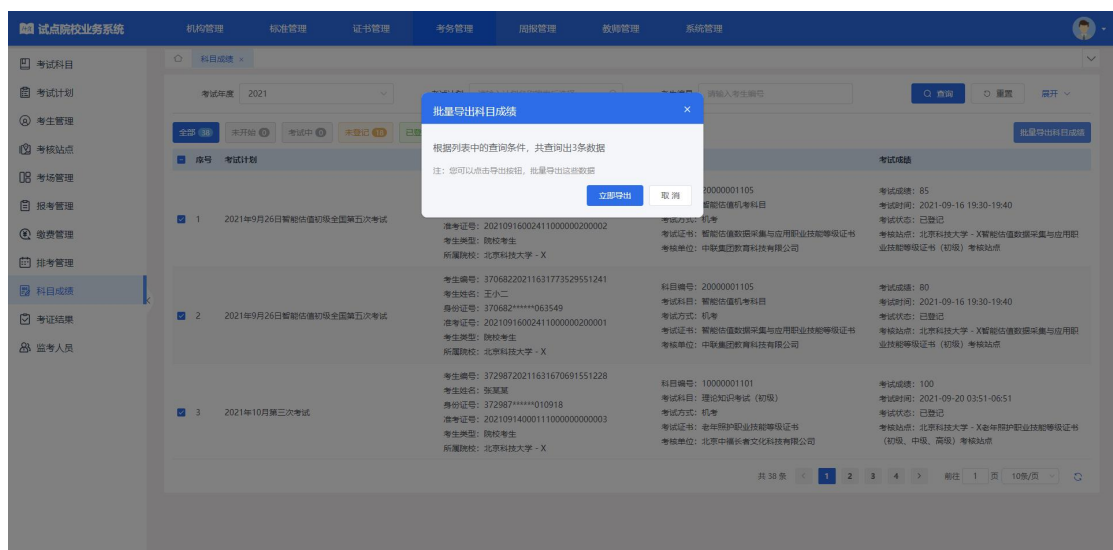 试点院校业务系统 机构管理 标准管理 证书管理 考务管理 周报管理 教师管理 系统管理
考试科目
考试计划
考生管理
考核站点
考场管理
报考管理
缴费管理
排考管理
科目成绩
考证结果
监考人员
科目成绩 ×
考试年度 2021 请输入考生编号 查询 重置 展开
全部 38 未开始 0 考试中 0 未登记 18 批量导出科目成绩
序号 考试计划 考试成绩
批量导出科目成绩 ×
根据列表中的查询条件，共查询出3条数据
注：您可以点击导出按钮，批量导出这些数据
立即导出 取消
1 2021年9月26日智能估值初级全国第五次考试
准考证号：20210916002411000000200002
考生类型：院校考生
所属院校：北京科技大学 - X
20000001105
智能估值机考科目
考试方式：机考
考试证书：智能估值数据采集与应用职业技能等级证书
考核单位：中联集团教育科技有限公司
考试成绩：85
考试时间：2021-09-16 19:30-19:40
考试状态：已登记
考核站点：北京科技大学 - X智能估值数据采集与应用职
业技能等级证书（初级）考核站点
2 2021年9月26日智能估值初级全国第五次考试
考生编号：37068220211631773529551241
考生姓名：王小二
身份证号：370682******063549
准考证号：20210916002411000000200001
考生类型：院校考生
所属院校：北京科技大学 - X
科目编号：20000001105
考试科目：智能估值机考科目
考试方式：机考
考试证书：智能估值数据采集与应用职业技能等级证书
考核单位：中联集团教育科技有限公司
考试成绩：80
考试时间：2021-09-16 19:30-19:40
考试状态：已登记
考核站点：北京科技大学 - X智能估值数据采集与应用职
业技能等级证书（初级）考核站点
3 2021年10月第三次考试
考生编号：37298720211631670691551228
考生姓名：张某某
身份证号：372987******010918
准考证号：20210914000111000000000003
考生类型：院校考生
所属院校：北京科技大学 - X
科目编号：10000001101
考试科目：理论知识考试（初级）
考试方式：机考
考试证书：老年照护职业技能等级证书
考核单位：北京中福长者文化科技有限公司
考试成绩：100
考试时间：2021-09-20 03:51-06:51
考试状态：已登记
考核站点：北京科技大学 - X老年照护职业技能等级证书
（初级、中级、高级）考核站点
共 38 条 1 2 3 4 前往 1 页 10条/页